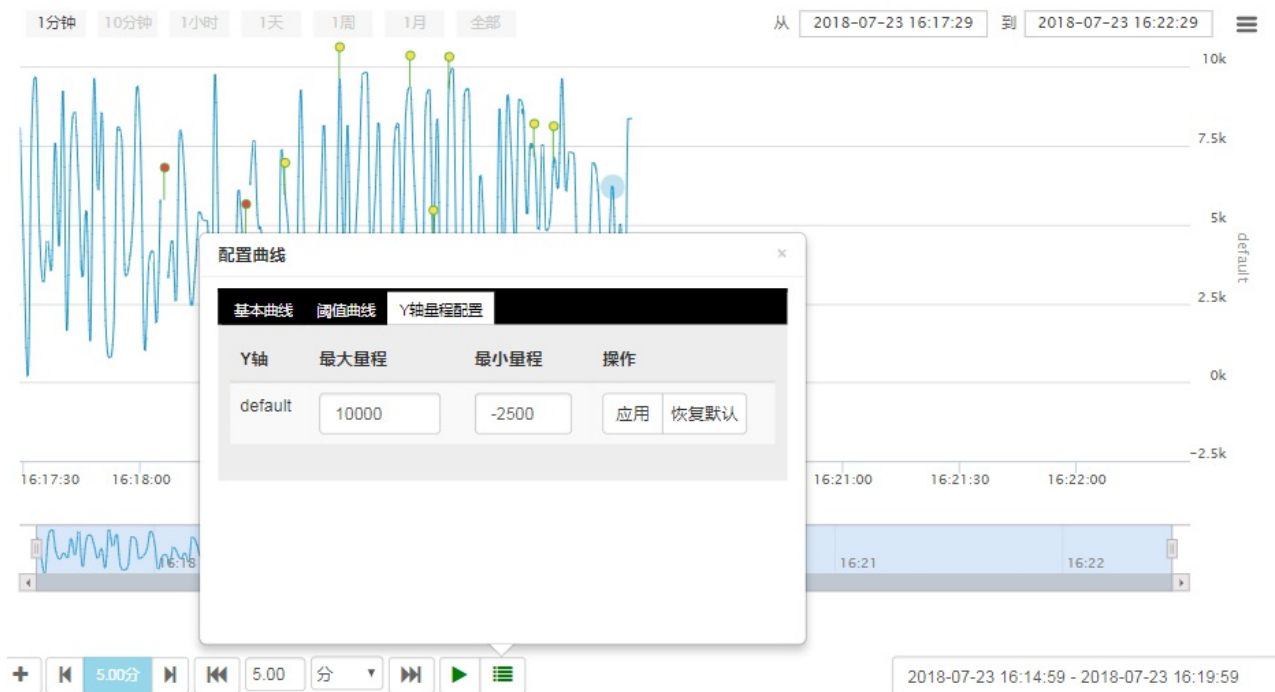 1分钟 10分钟 1小时 1天 1周 1月 全部 从 2018-07-23 16:17:29 到 2018-07-23 16:22:29
10k
7.5k
5k
default
2.5k
0k
-2.5k
配置曲线 ×
基本曲线 阈值曲线 Y轴量程配置
Y轴 最大量程 最小量程 操作
default 10000 -2500 应用 恢复默认
16:17:30 16:18:00 16:21:00 16:21:30 16:22:00
16:18 16:21 16:22
5.00分 5.00 分
2018-07-23 16:14:59 - 2018-07-23 16:19:59